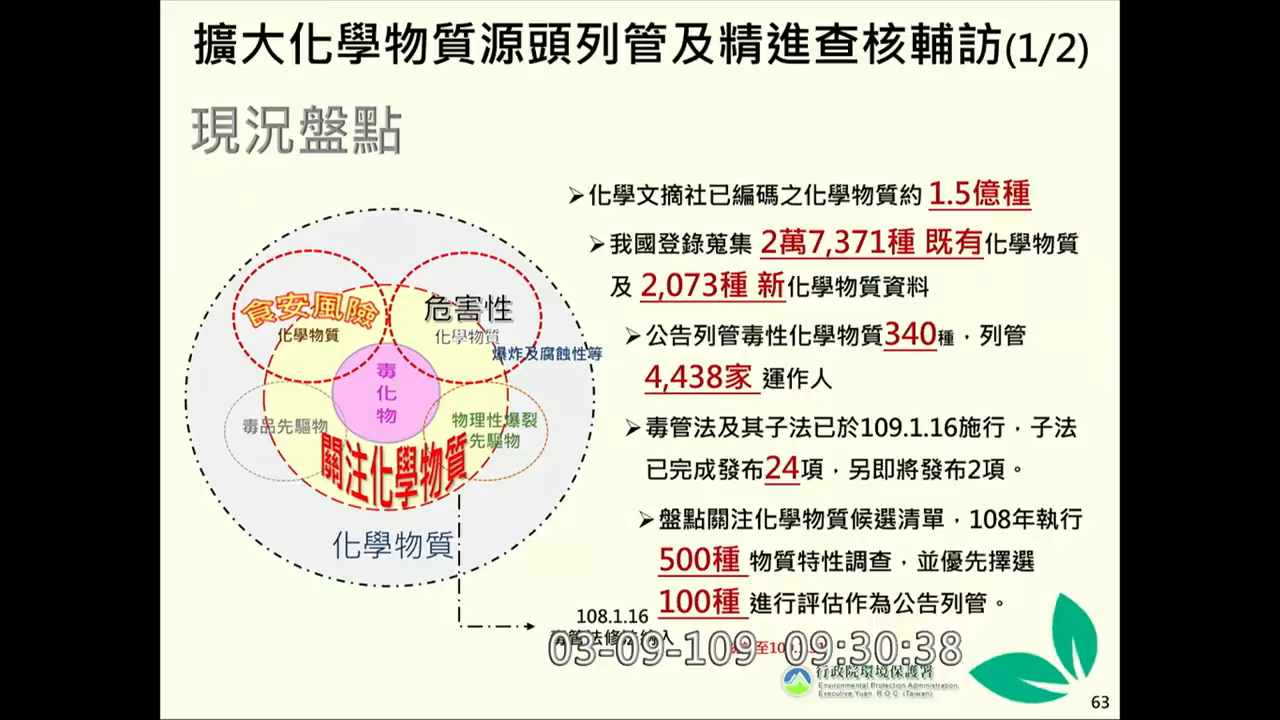 擴大化學物質源頭列管及精進查核輔訪(1/2)
現況盤點
➢化學文摘社已編碼之化學物質約 1.5億種
➢我國登錄蒐集 2萬7,371種 既有化學物質
及 2,073種 新化學物質資料
➢公告列管毒性化學物質340種，列管
4,438家 運作人
➢毒管法及其子法已於109.1.16施行，子法
已完成發布24項，另即將發布2項。
➢盤點關注化學物質候選清單，108年執行
500種 物質特性調查，並優先擇選
100種 進行評估作為公告列管。
食安風險
化學物質
危害性
化學物質
爆炸及腐蝕性等
毒化物
毒品先驅物
物理性爆裂
先驅物
關注化學物質
化學物質
108.1.16
03-09-109 09:30:38
行政院環境保護署
Environmental Protection Administration
Executive Yuan, R.O.C. (Taiwan)
63